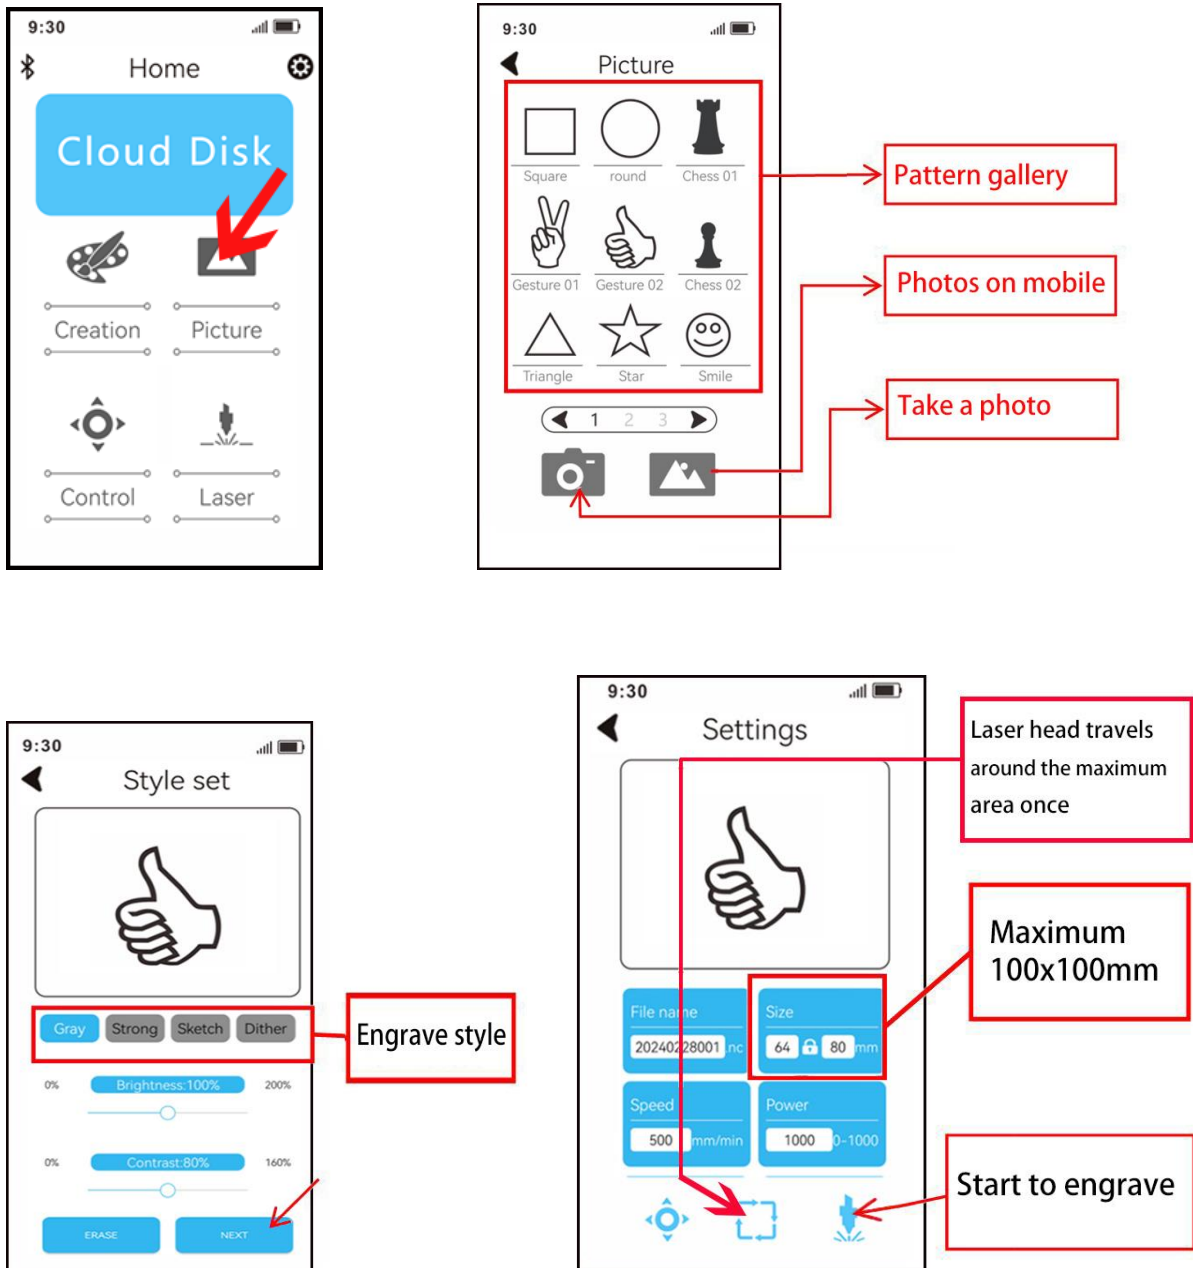 9:30
Home
Cloud Disk
Creation
Picture
Control
Laser
9:30
Picture
Square
round
Chess 01
Gesture 01
Gesture 02
Chess 02
Triangle
Star
Smile
1 2 3
Pattern gallery
Photos on mobile
Take a photo
9:30
Style set
Gray
Strong
Sketch
Dither
0%
Brightness:100%
200%
0%
Contrast:80%
160%
ERASE
NEXT
Engrave style
9:30
Settings
File name
20240228001 .nc
Size
64 80 mm
Speed
500 mm/min
Power
1000 0-1000
Laser head travels
around the maximum
area once
Maximum
100x100mm
Start to engrave